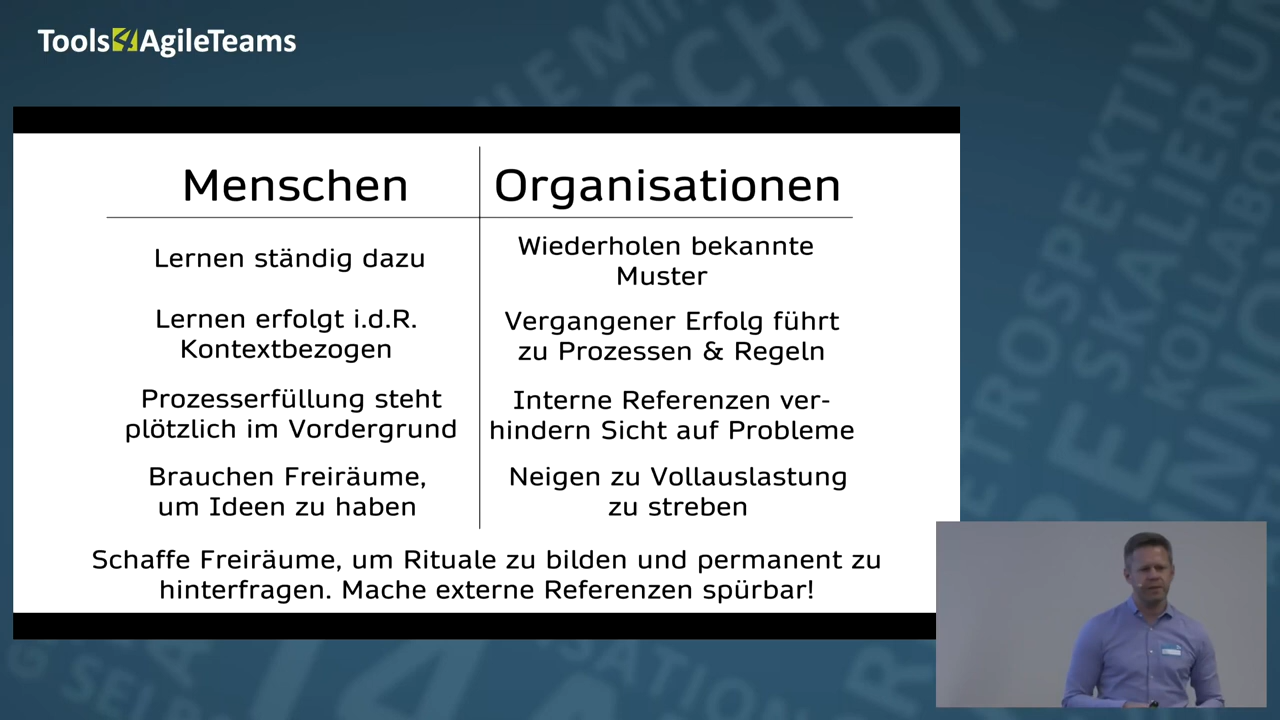 Tools4AgileTeams
Menschen
Organisationen
Lernen ständig dazu
Wiederholen bekannte
Muster
Lernen erfolgt i.d.R.
Kontextbezogen
Vergangener Erfolg führt
zu Prozessen & Regeln
Prozesserfüllung steht
plötzlich im Vordergrund
Interne Referenzen ver-
hindern Sicht auf Probleme
Brauchen Freiräume,
um Ideen zu haben
Neigen zu Vollauslastung
zu streben
Schaffe Freiräume, um Rituale zu bilden und permanent zu
hinterfragen. Mache externe Referenzen spürbar!